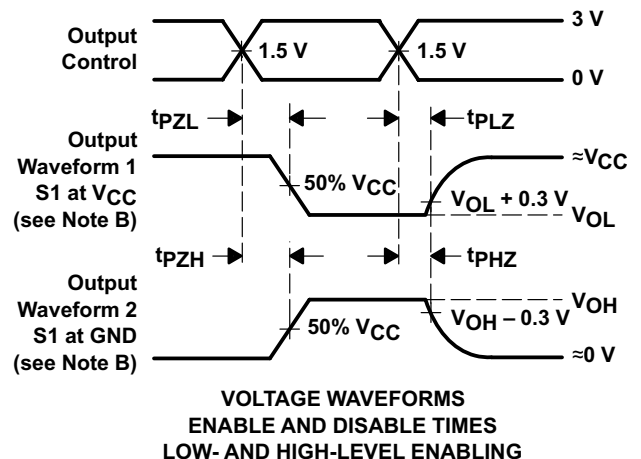 Output
Control
1.5 V
1.5 V
3 V
0 V
tPZL
tPLZ
Output
Waveform 1
S1 at VCC
(see Note B)
50% VCC
≈VCC
VOL + 0.3 V
VOL
tPZH
tPHZ
Output
Waveform 2
S1 at GND
(see Note B)
50% VCC
VOH
VOH – 0.3 V
≈0 V
VOLTAGE WAVEFORMS
ENABLE AND DISABLE TIMES
LOW- AND HIGH-LEVEL ENABLING